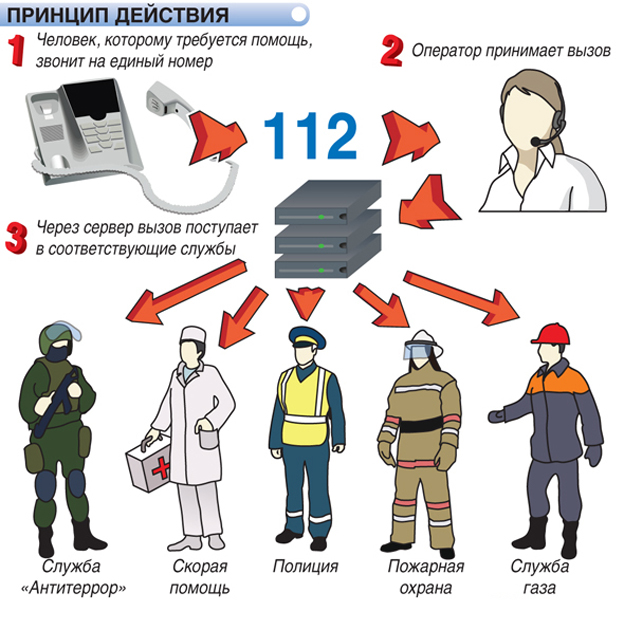 ПРИНЦИП ДЕЙСТВИЯ
1 Человек, которому требуется помощь,
звонит на единый номер
2 Оператор принимает вызов
112
3 Через сервер вызов поступает
в соответствующие службы
Служба
«Антитеррор»
Скорая
помощь
Полиция
Пожарная
охрана
Служба
газа